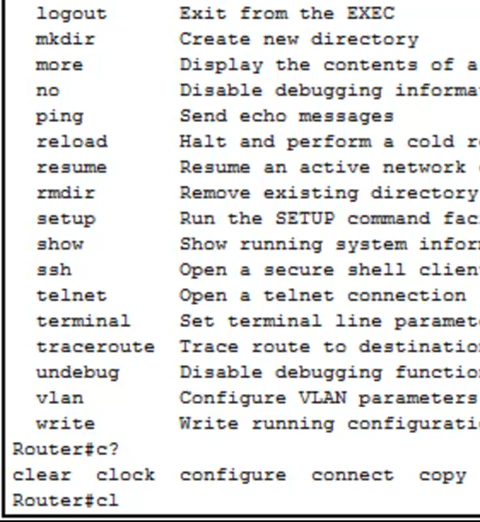 logout Exit from the EXEC
mkdir Create new directory
more Display the contents of a
no Disable debugging informa
ping Send echo messages
reload Halt and perform a cold r
resume Resume an active network
rmdir Remove existing directory
setup Run the SETUP command fac
show Show running system infor
ssh Open a secure shell clien
telnet Open a telnet connection
terminal Set terminal line paramet
traceroute Trace route to destinatio
undebug Disable debugging functio
vlan Configure VLAN parameters
write Write running configurati
Router#c?
clear clock configure connect copy
Router#cl